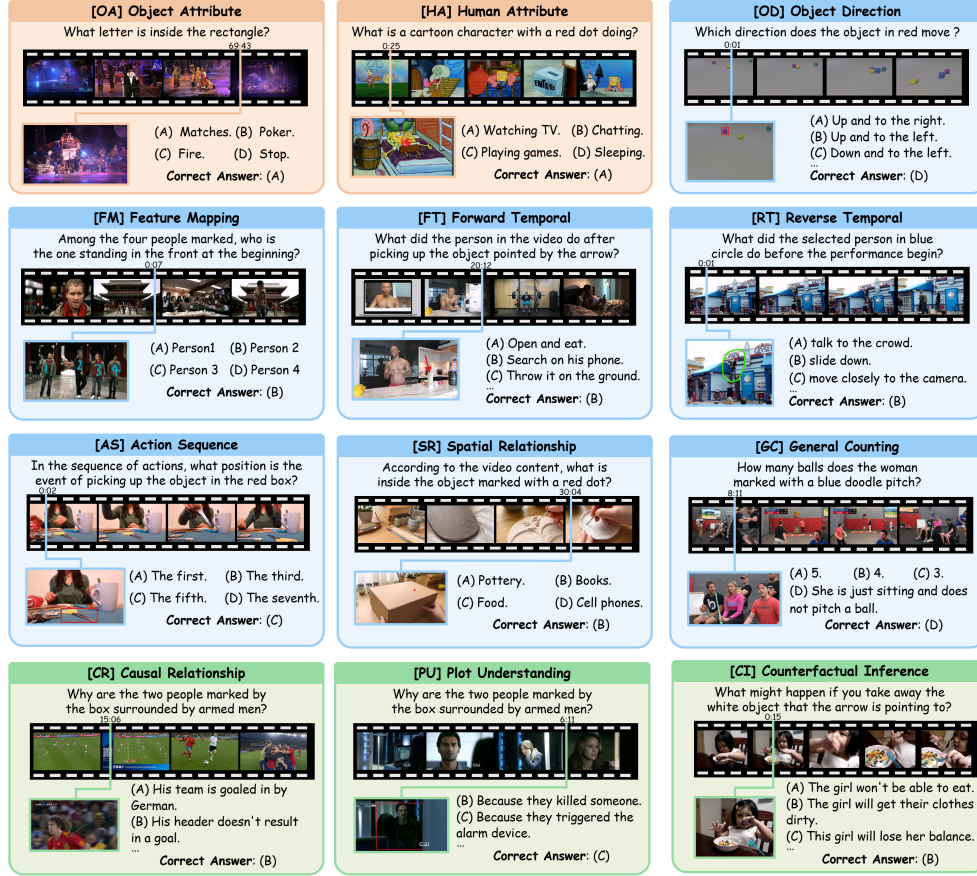 [OA] Object Attribute
What letter is inside the rectangle?
69:43
(A) Matches. (B) Poker.
(C) Fire. (D) Stop.
Correct Answer: (A)
[HA] Human Attribute
What is a cartoon character with a red dot doing?
0:25
(A) Watching TV. (B) Chatting.
(C) Playing games. (D) Sleeping.
Correct Answer: (A)
[OD] Object Direction
Which direction does the object in red move ?
0:01
(A) Up and to the right.
(B) Up and to the left.
(C) Down and to the left.
...
Correct Answer: (D)
[FM] Feature Mapping
Among the four people marked, who is
the one standing in the front at the beginning?
0:07
(A) Person1 (B) Person 2
(C) Person 3 (D) Person 4
Correct Answer: (B)
[FT] Forward Temporal
What did the person in the video do after
picking up the object pointed by the arrow?
20:12
(A) Open and eat.
(B) Search on his phone.
(C) Throw it on the ground.
...
Correct Answer: (B)
[RT] Reverse Temporal
What did the selected person in blue
circle do before the performance begin?
0:01
(A) talk to the crowd.
(B) slide down.
(C) move closely to the camera.
...
Correct Answer: (B)
[AS] Action Sequence
In the sequence of actions, what position is the
event of picking up the object in the red box?
0:02
(A) The first. (B) The third.
(C) The fifth. (D) The seventh.
Correct Answer: (C)
[SR] Spatial Relationship
According to the video content, what is
inside the object marked with a red dot?
30:04
(A) Pottery. (B) Books.
(C) Food. (D) Cell phones.
Correct Answer: (B)
[GC] General Counting
How many balls does the woman
marked with a blue doodle pitch?
8:11
(A) 5. (B) 4. (C) 3.
(D) She is just sitting and does
not pitch a ball.
Correct Answer: (D)
[CR] Causal Relationship
Why are the two people marked by
the box surrounded by armed men?
15:06
(A) His team is goaled in by
German.
(B) His header doesn't result
in a goal.
...
Correct Answer: (B)
[PU] Plot Understanding
Why are the two people marked by
the box surrounded by armed men?
6:11
(B) Because they killed someone.
(C) Because they triggered the
alarm device.
...
Correct Answer: (C)
[CI] Counterfactual Inference
What might happen if you take away the
white object that the arrow is pointing to?
0:15
(A) The girl won't be able to eat.
(B) The girl will get their clothes
dirty.
(C) This girl will lose her balance.
...
Correct Answer: (B)